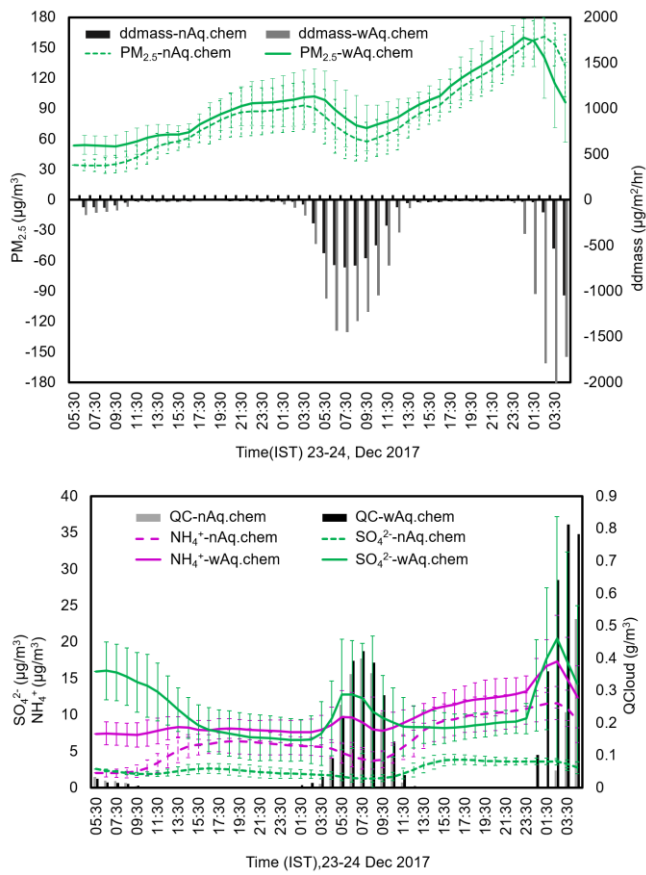 ddmass-nAq.chem ddmass-wAq.chem
PM2.5-nAq.chem PM2.5-wAq.chem
180 150 120 90 60 30 0 -30 -60 -90 -120 -150 -180
PM2.5 (µg/m³)
2000 1500 1000 500 0 -500 -1000 -1500 -2000
ddmass (µg/m²/hr)
05:30 07:30 09:30 11:30 13:30 15:30 17:30 19:30 21:30 23:30 01:30 03:30 05:30 07:30 09:30 11:30 13:30 15:30 17:30 19:30 21:30 23:30 01:30 03:30
Time(IST) 23-24, Dec 2017
QC-nAq.chem QC-wAq.chem
NH₄⁺-nAq.chem SO₄²⁻-nAq.chem
NH₄⁺-wAq.chem SO₄²⁻-wAq.chem
40 35 30 25 20 15 10 5 0
SO₄²⁻ (µg/m³)
NH₄⁺ (µg/m³)
0.9 0.8 0.7 0.6 0.5 0.4 0.3 0.2 0.1 0
QCloud (g/m³)
05:30 07:30 09:30 11:30 13:30 15:30 17:30 19:30 21:30 23:30 01:30 03:30 05:30 07:30 09:30 11:30 13:30 15:30 17:30 19:30 21:30 23:30 01:30 03:30
Time (IST),23-24 Dec 2017